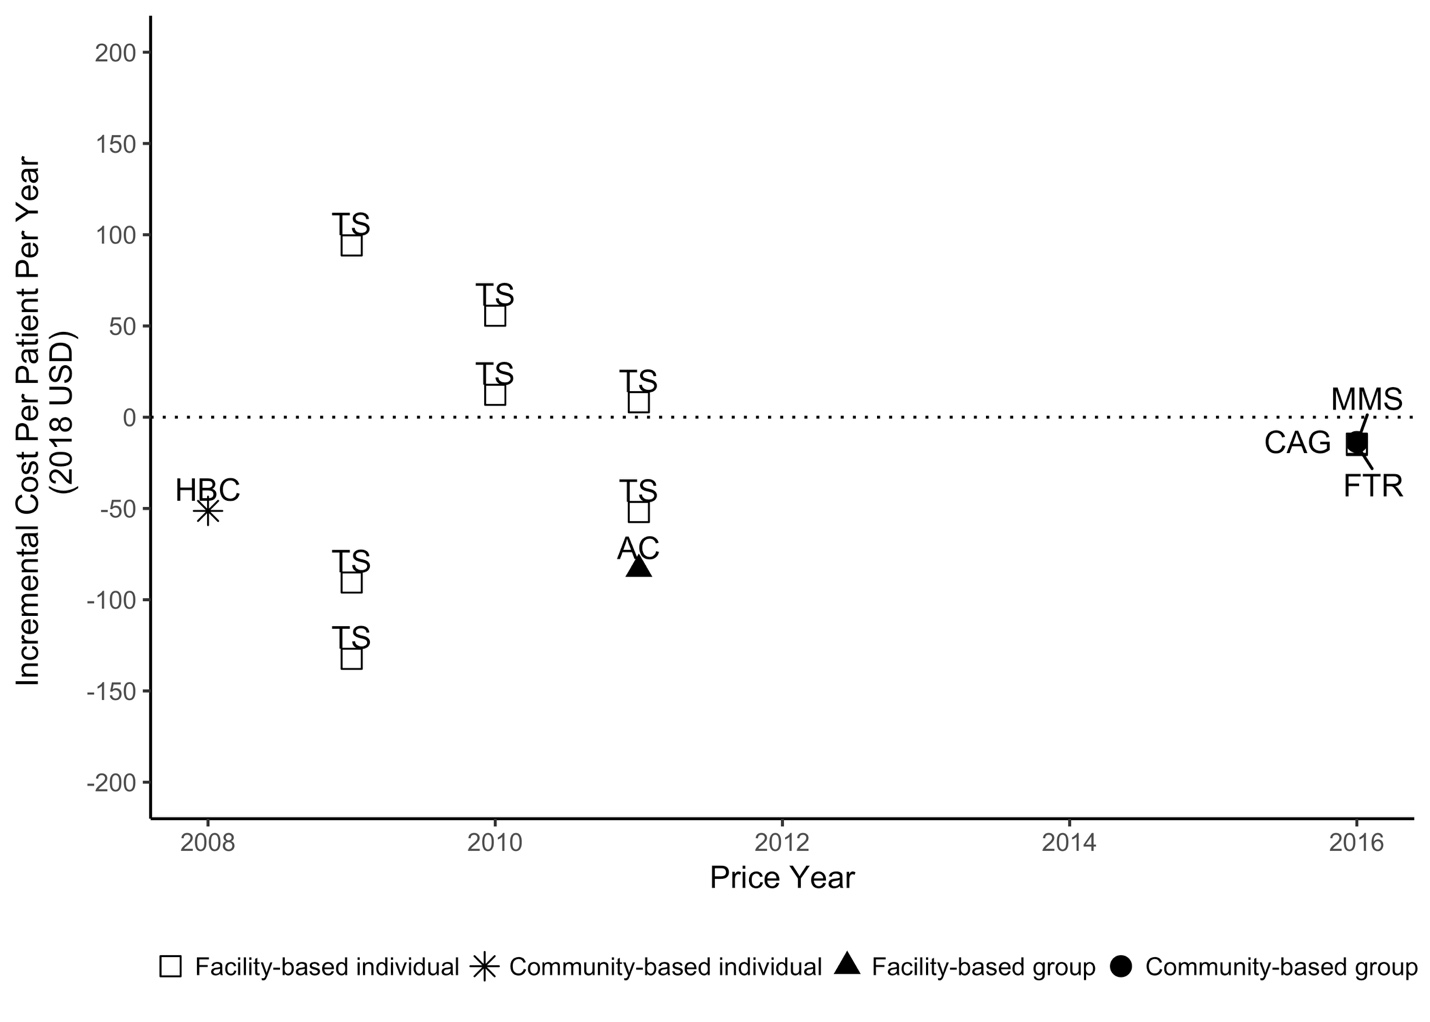 Incremental Cost Per Patient Per Year
(2018 USD)
200
150
100
50
0
-50
-100
-150
-200
TS
TS
TS
TS
MMS
CAG
FTR
HBC
TS
AC
TS
TS
2008
2010
2012
2014
2016
Price Year
Facility-based individual
Community-based individual
Facility-based group
Community-based group